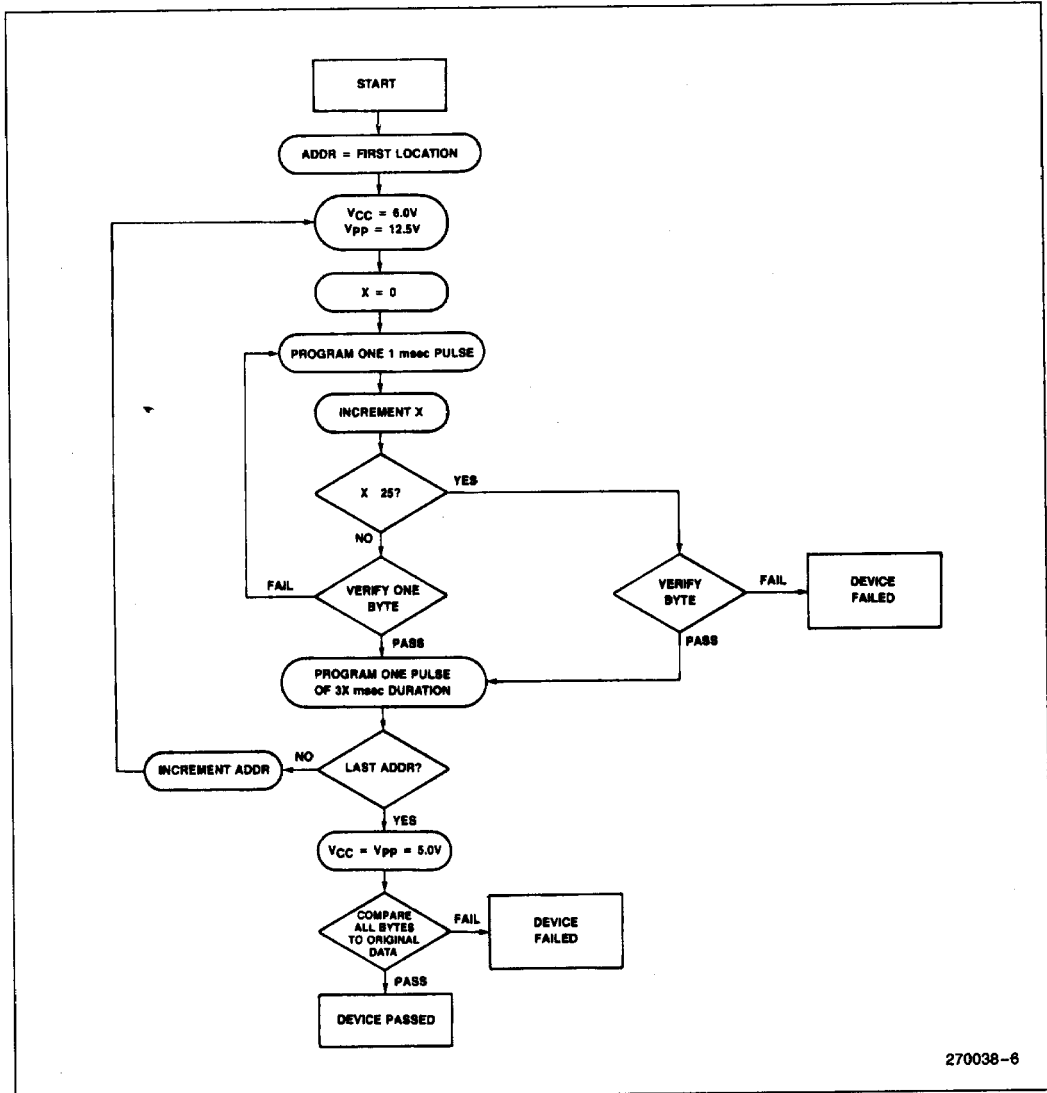 START
ADDR = FIRST LOCATION
VCC = 6.0V
Vpp = 12.5V
X = 0
PROGRAM ONE 1 msec PULSE
INCREMENT X
X 25?
YES
NO
VERIFY ONE
BYTE
FAIL
PASS
VERIFY
BYTE
FAIL
PASS
DEVICE
FAILED
PROGRAM ONE PULSE
OF 3X msec DURATION
LAST ADDR?
NO
INCREMENT ADDR
YES
VCC = Vpp = 5.0V
COMPARE
ALL BYTES
TO ORIGINAL
DATA
FAIL
DEVICE
FAILED
PASS
DEVICE PASSED
270038-6